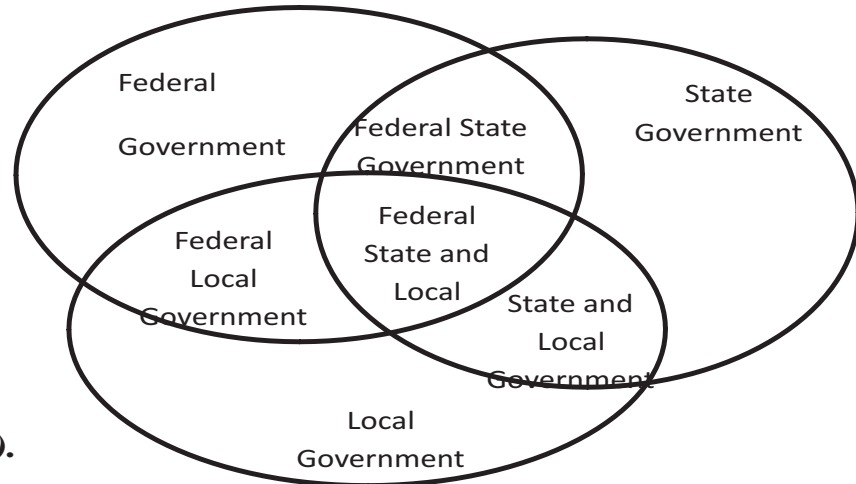 Federal
Government
State
Government
Federal State
Government
Federal
Local
Government
Federal
State and
Local
State and
Local
Government
Local
Government
).